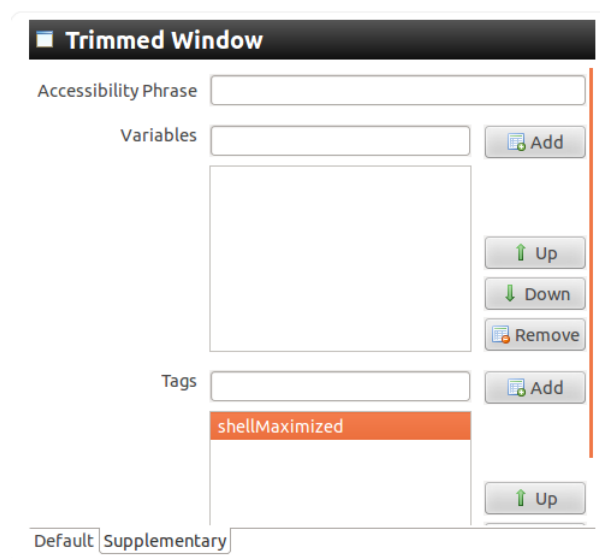 Trimmed Window
Accessibility Phrase
Variables
Add
Up
Down
Remove
Tags
Add
shellMaximized
Up
Default Supplementary